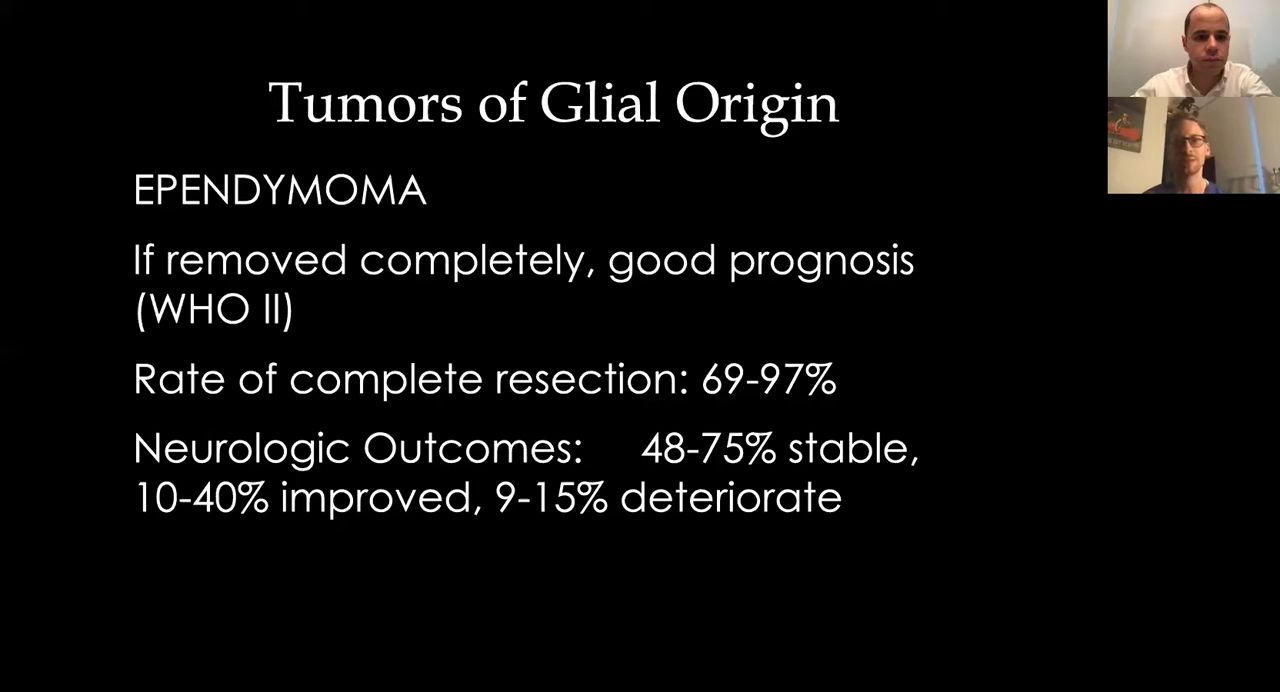 Tumors of Glial Origin
EPENDYMOMA
If removed completely, good prognosis
(WHO II)
Rate of complete resection: 69-97%
Neurologic Outcomes: 48-75% stable,
10-40% improved, 9-15% deteriorate